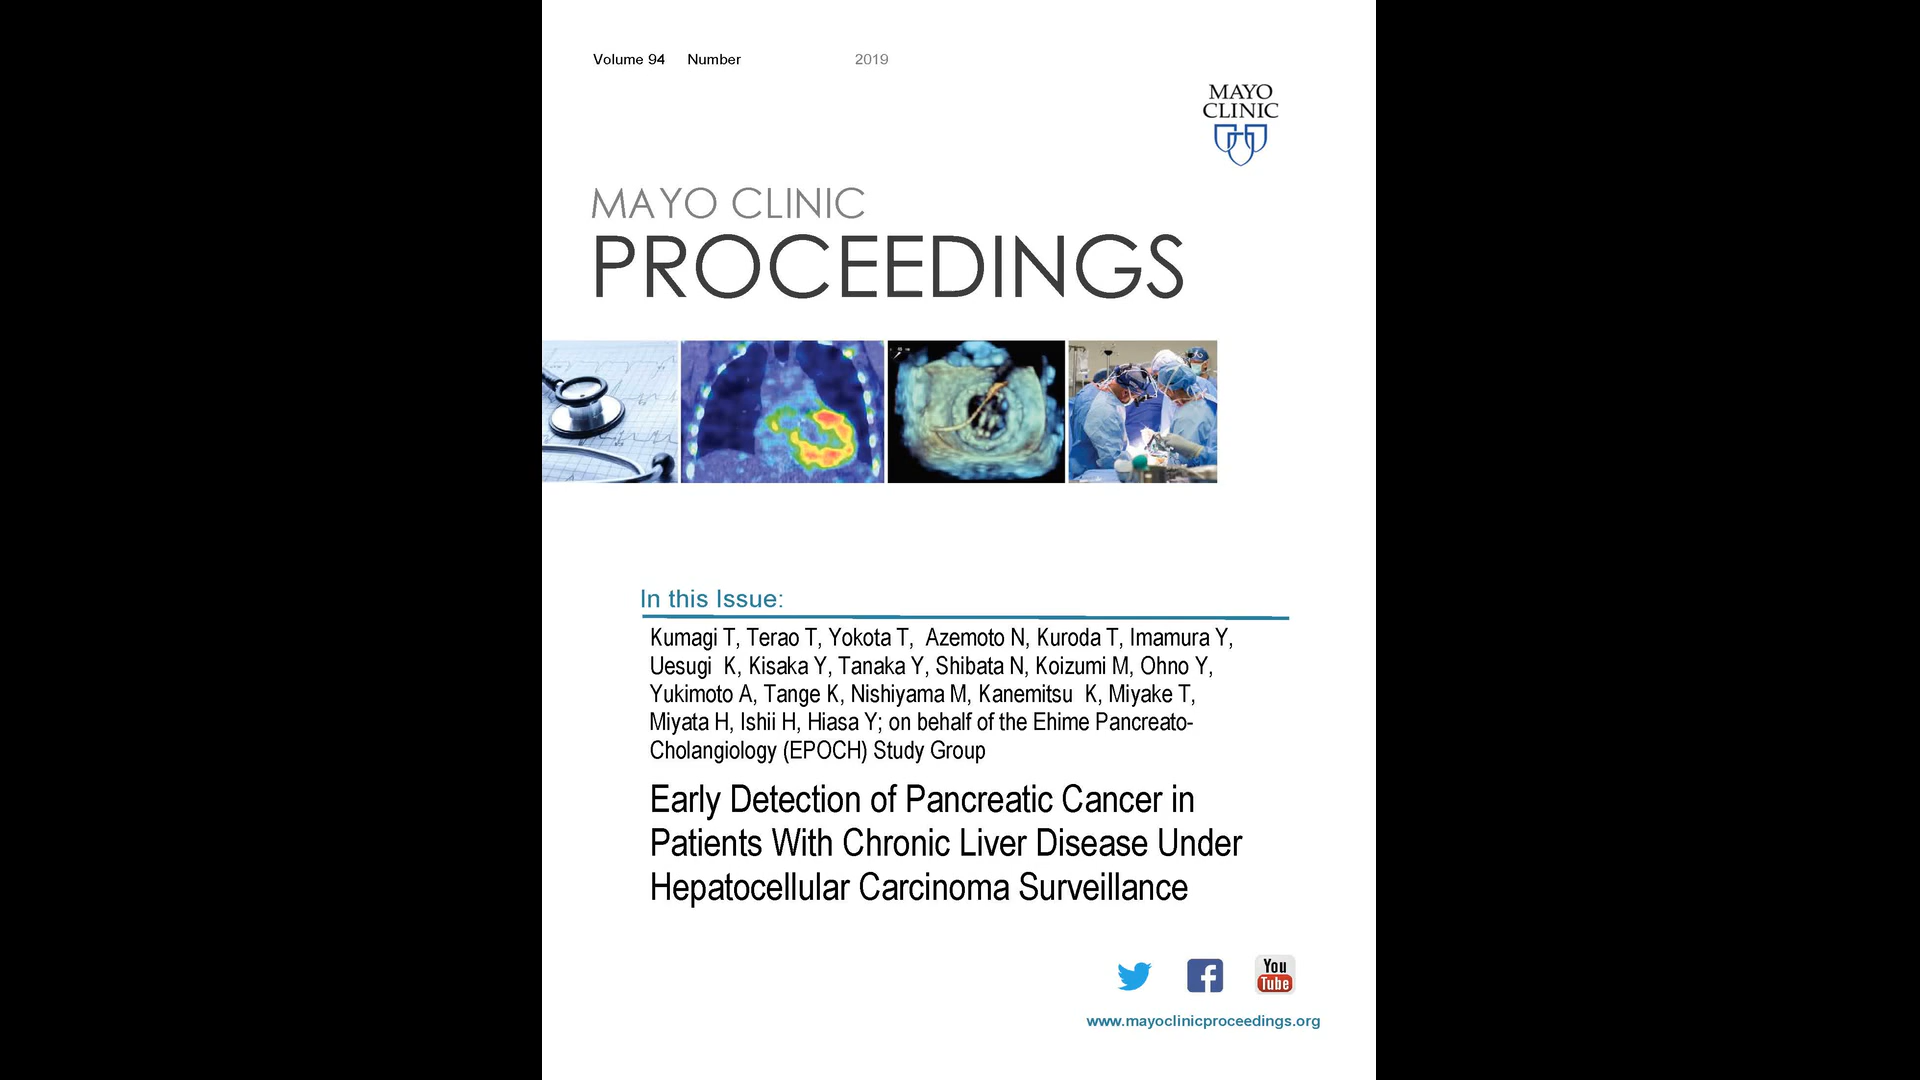 Volume 94 Number 2019
MAYO
CLINIC
MAYO CLINIC
PROCEEDINGS
In this Issue:
Kumagi T, Terao T, Yokota T, Azemoto N, Kuroda T, Imamura Y,
Uesugi K, Kisaka Y, Tanaka Y, Shibata N, Koizumi M, Ohno Y,
Yukimoto A, Tange K, Nishiyama M, Kanemitsu K, Miyake T,
Miyata H, Ishii H, Hiasa Y; on behalf of the Ehime Pancreato-
Cholangiology (EPOCH) Study Group
Early Detection of Pancreatic Cancer in
Patients With Chronic Liver Disease Under
Hepatocellular Carcinoma Surveillance
You
Tube
www.mayoclinicproceedings.org